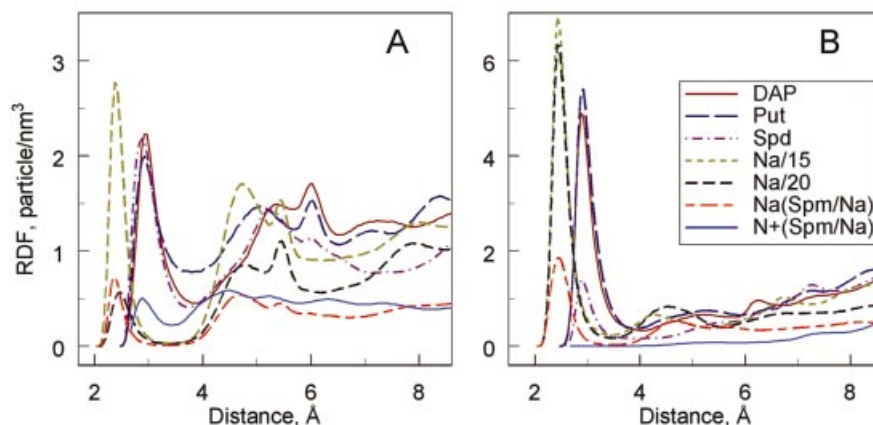 A
B
RDF, particle/nm³
3
2
1
0
6
4
2
0
DAP
Put
Spd
Na/15
Na/20
Na(Spm/Na)
N+(Spm/Na)
2 4 6 8
2 4 6 8
Distance, Å
Distance, Å